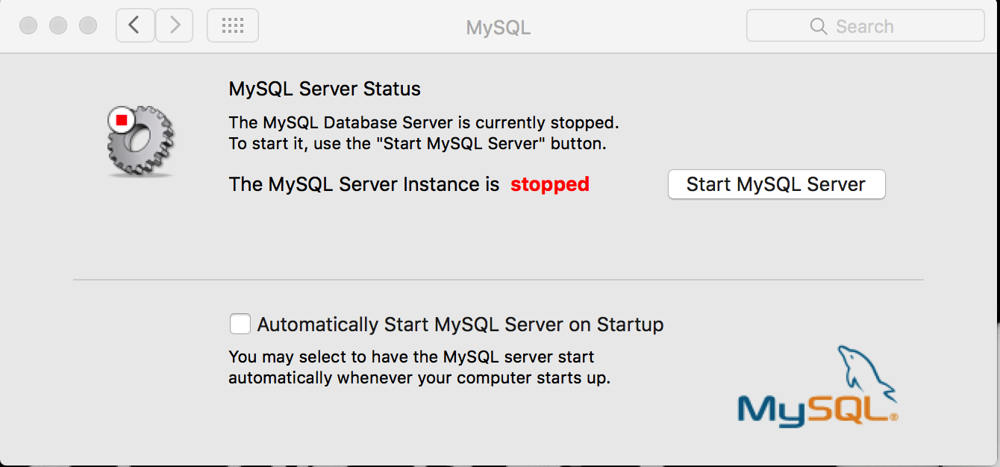 MySQL
Search
MySQL Server Status
The MySQL Database Server is currently stopped.
To start it, use the "Start MySQL Server" button.
The MySQL Server Instance is stopped
Start MySQL Server
Automatically Start MySQL Server on Startup
You may select to have the MySQL server start
automatically whenever your computer starts up.
MySQL®